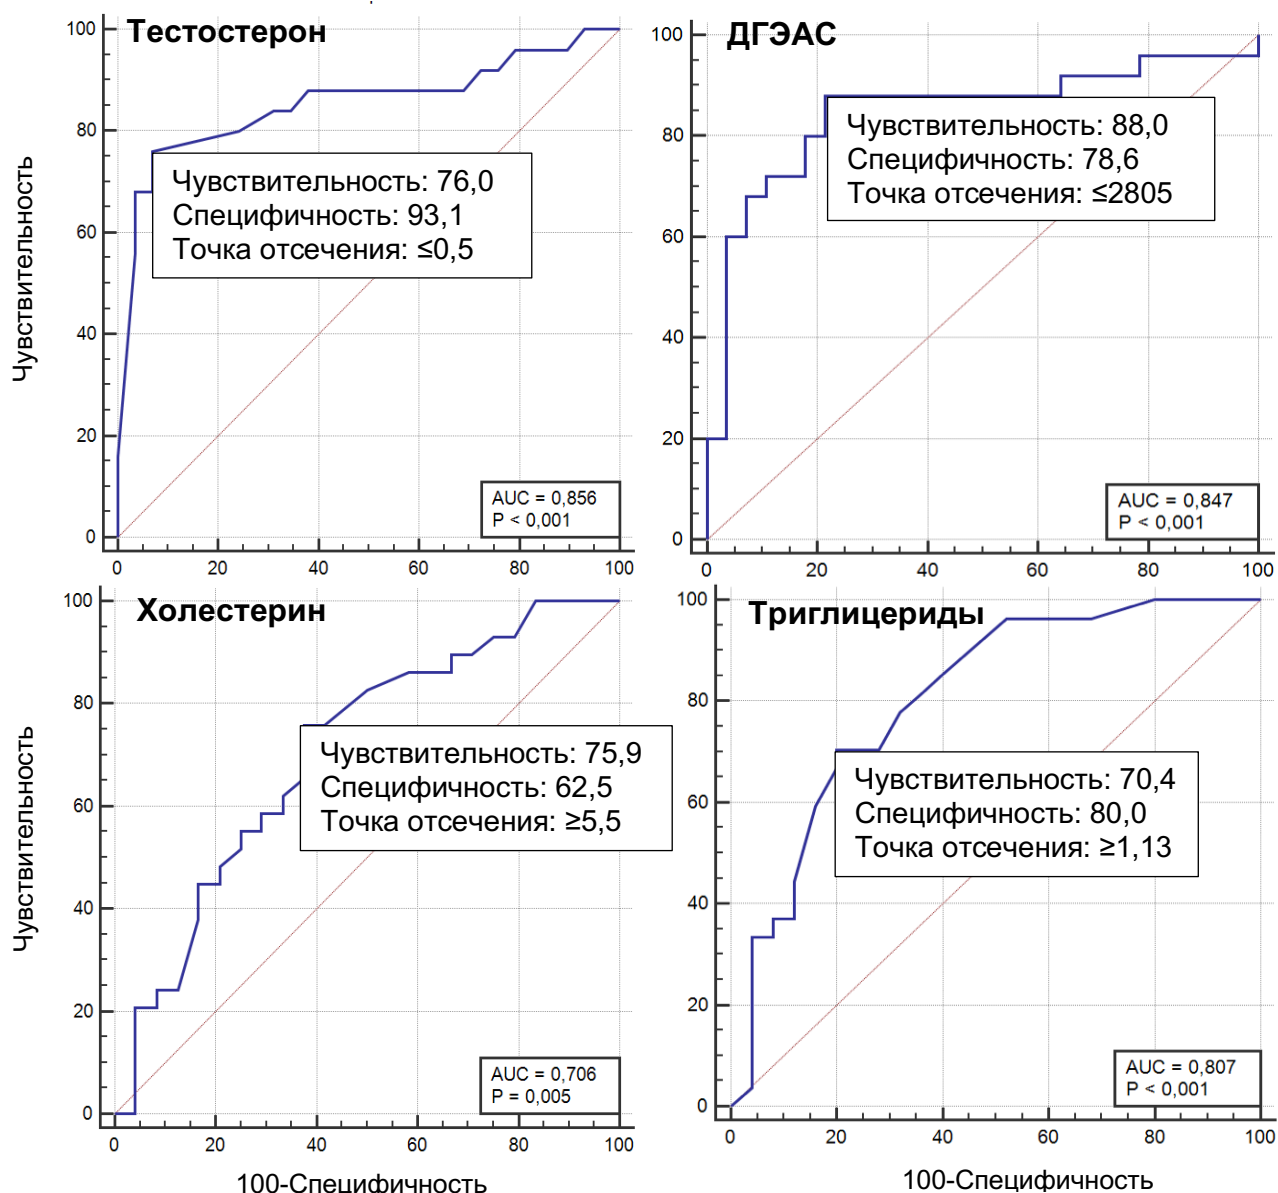 Тестостерон
100
80
60
40
20
0
Чувствительность
Чувствительность: 76,0
Специфичность: 93,1
Точка отсечения: ≤0,5
AUC = 0,856
P < 0,001
0 20 40 60 80 100
ДГЭАС
100
80
60
40
20
0
Чувствительность: 88,0
Специфичность: 78,6
Точка отсечения: ≤2805
AUC = 0,847
P < 0,001
0 20 40 60 80 100
Холестерин
100
80
60
40
20
0
Чувствительность
Чувствительность: 75,9
Специфичность: 62,5
Точка отсечения: ≥5,5
AUC = 0,706
P = 0,005
0 20 40 60 80 100
100-Специфичность
Триглицериды
100
80
60
40
20
0
Чувствительность: 70,4
Специфичность: 80,0
Точка отсечения: ≥1,13
AUC = 0,807
P < 0,001
0 20 40 60 80 100
100-Специфичность